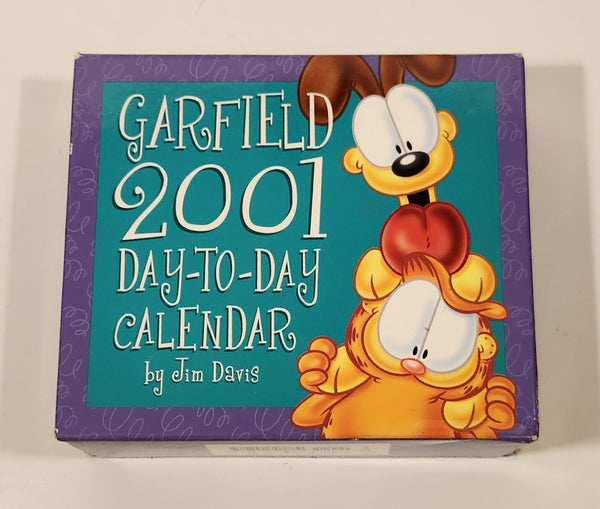 GARFIELD
2001
DAY-TO-DAY
CALENDAR
by Jim Davis